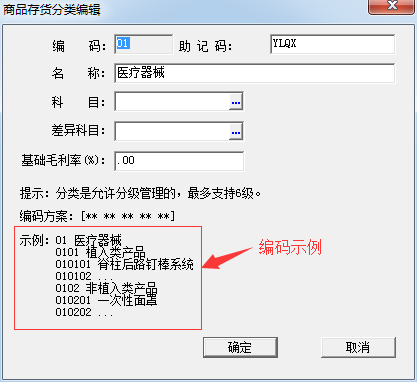 商品存货分类编辑
编 码: 01 助 记 码: YLQX
名 称: 医疗器械
科 目: ...
差异科目: ...
基础毛利率(%): .00
提示: 分类是允许分级管理的，最多支持6级。
编码方案: [** ** ** ** **]
示例: 01 医疗器械
0101 植入类产品
010101 脊柱后路钉棒系统
010102 ...
0102 非植入类产品
010201 一次性面罩
010202 ...
编码示例
确定 取消